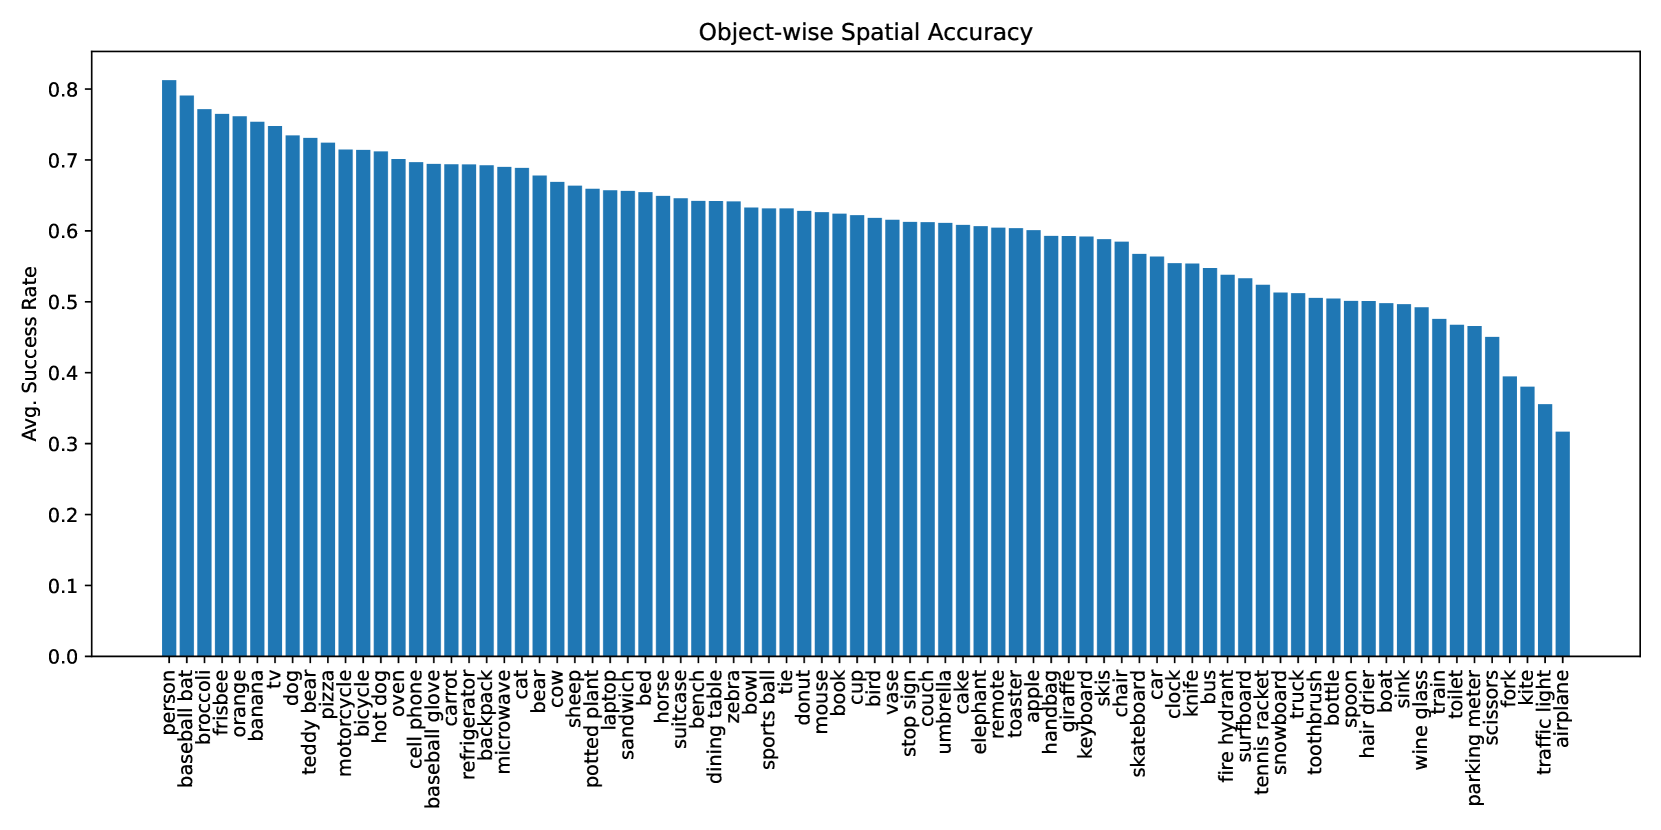 Object-wise Spatial Accuracy
Avg. Success Rate
0.8
0.7
0.6
0.5
0.4
0.3
0.2
0.1
0.0
person
baseball bat
broccoli
frisbee
orange
banana
tv
dog
teddy bear
pizza
motorcycle
bicycle
hot dog
oven
cell phone
baseball glove
carrot
refrigerator
backpack
microwave
cat
bear
cow
sheep
potted plant
laptop
sandwich
bed
horse
suitcase
bench
dining table
zebra
bowl
sports ball
tie
donut
mouse
book
cup
bird
vase
stop sign
couch
umbrella
cake
elephant
remote
toaster
apple
handbag
giraffe
keyboard
skis
chair
skateboard
car
clock
knife
bus
fire hydrant
surfboard
tennis racket
snowboard
truck
toothbrush
bottle
spoon
hair drier
boat
sink
wine glass
train
toilet
parking meter
scissors
fork
kite
traffic light
airplane